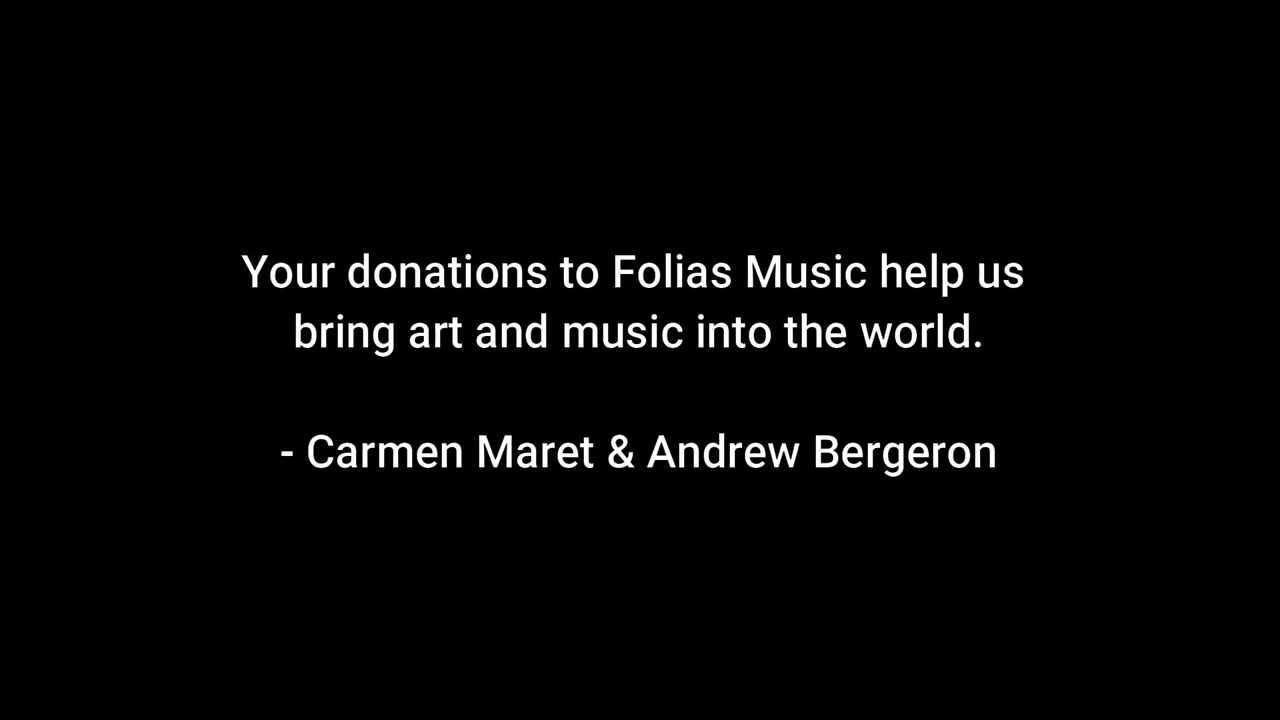 Your donations to Folias Music help us
bring art and music into the world.
- Carmen Maret & Andrew Bergeron